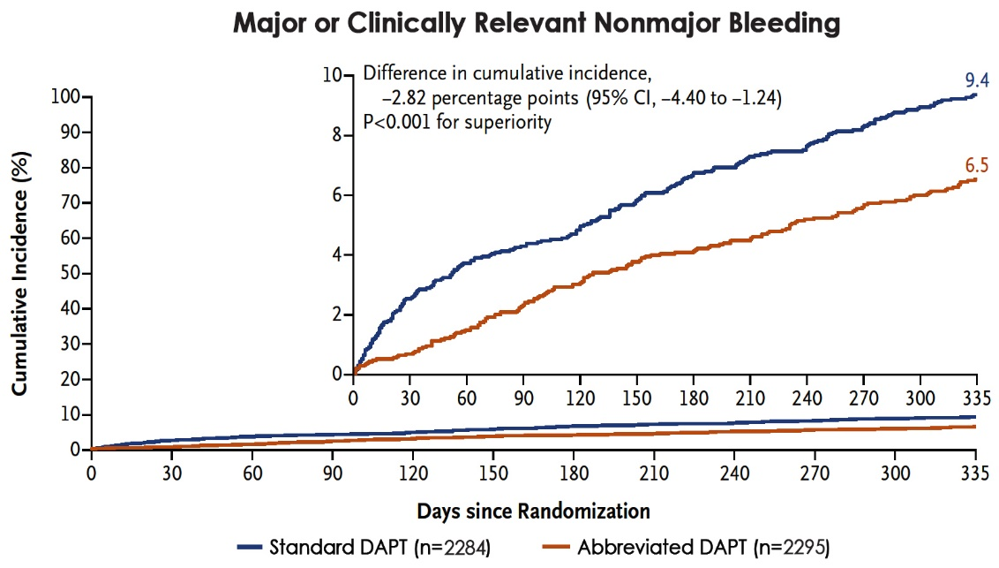 Major or Clinically Relevant Nonmajor Bleeding
Difference in cumulative incidence,
−2.82 percentage points (95% CI, −4.40 to −1.24)
P<0.001 for superiority
10
8
6
4
2
0
9.4
6.5
0 30 60 90 120 150 180 210 240 270 300 335
Cumulative Incidence (%)
100
90
80
70
60
50
40
30
20
10
0
0 30 60 90 120 150 180 210 240 270 300 335
Days since Randomization
Standard DAPT (n=2284) Abbreviated DAPT (n=2295)